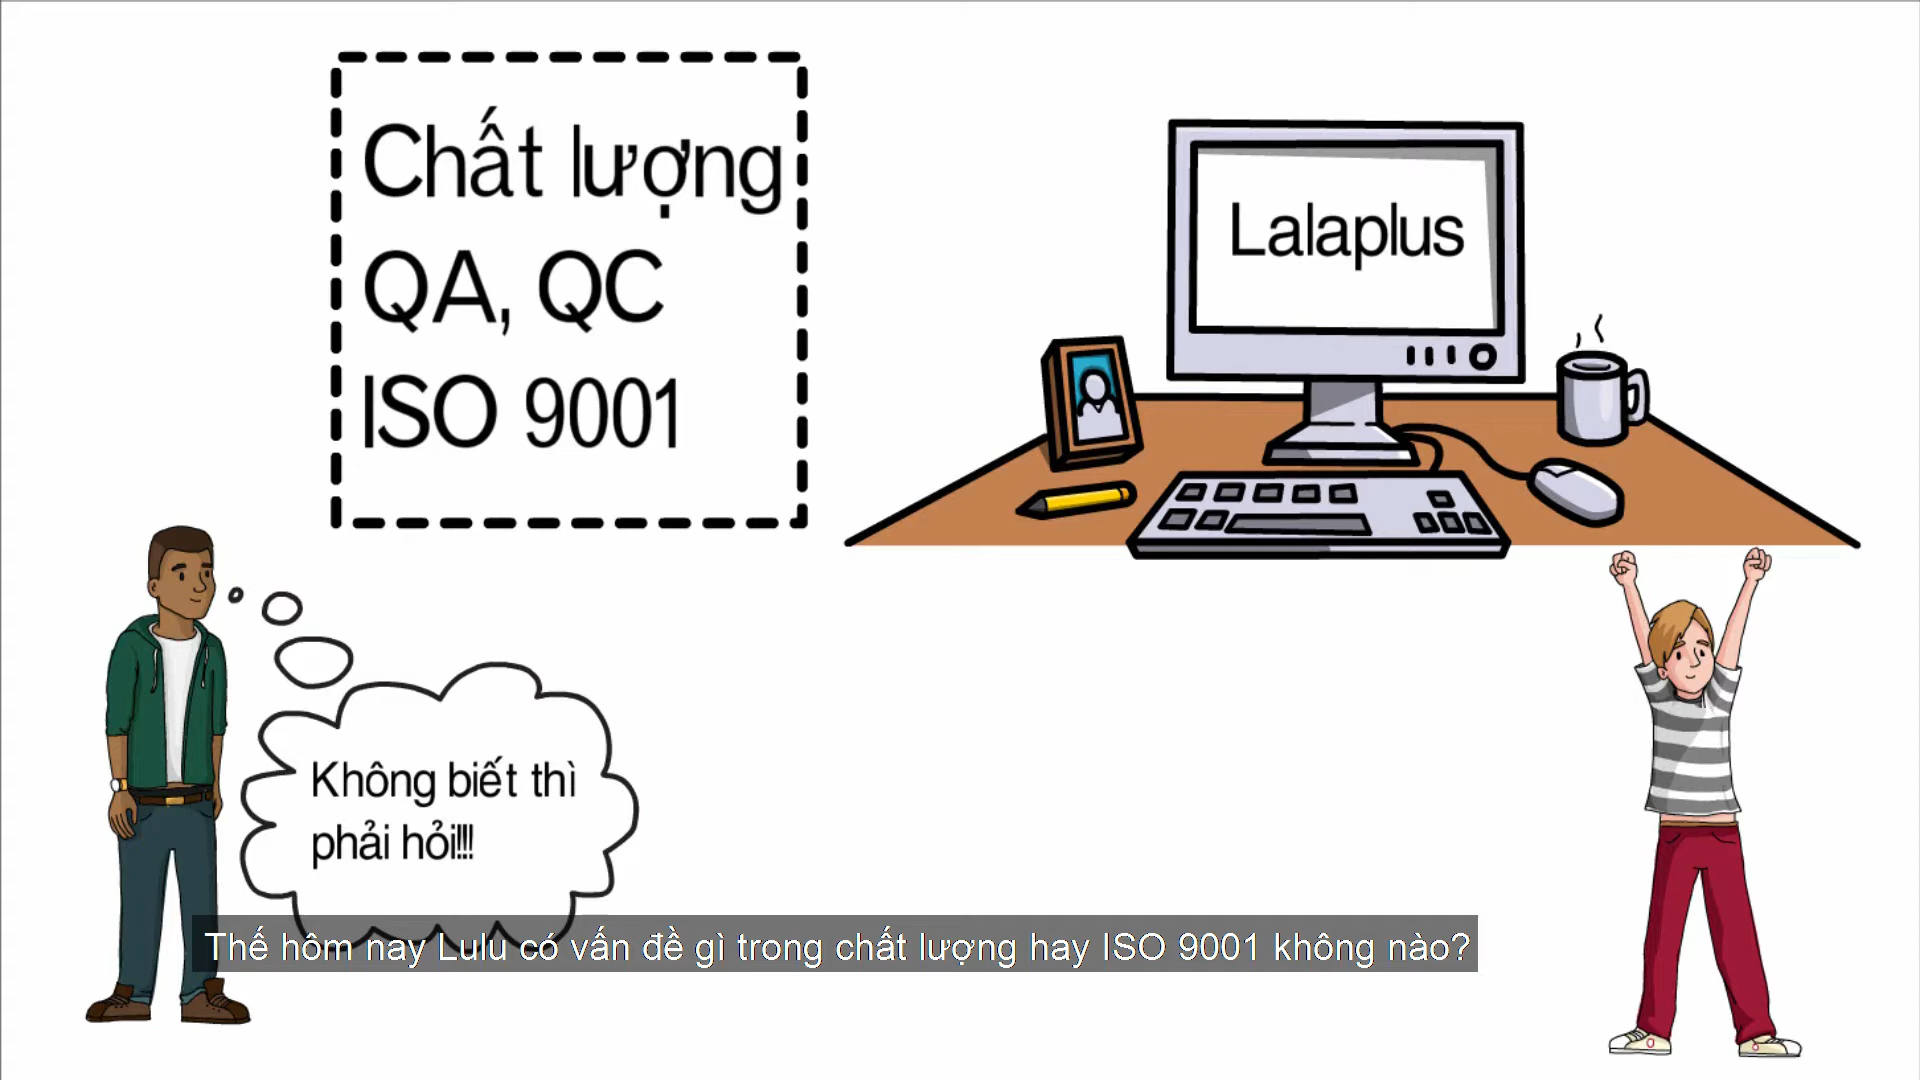 Chất lượng
QA, QC
ISO 9001
Lalaplus
Không biết thì
phải hỏi!!!
Thế hôm nay Lulu có vấn đề gì trong chất lượng hay ISO 9001 không nào?